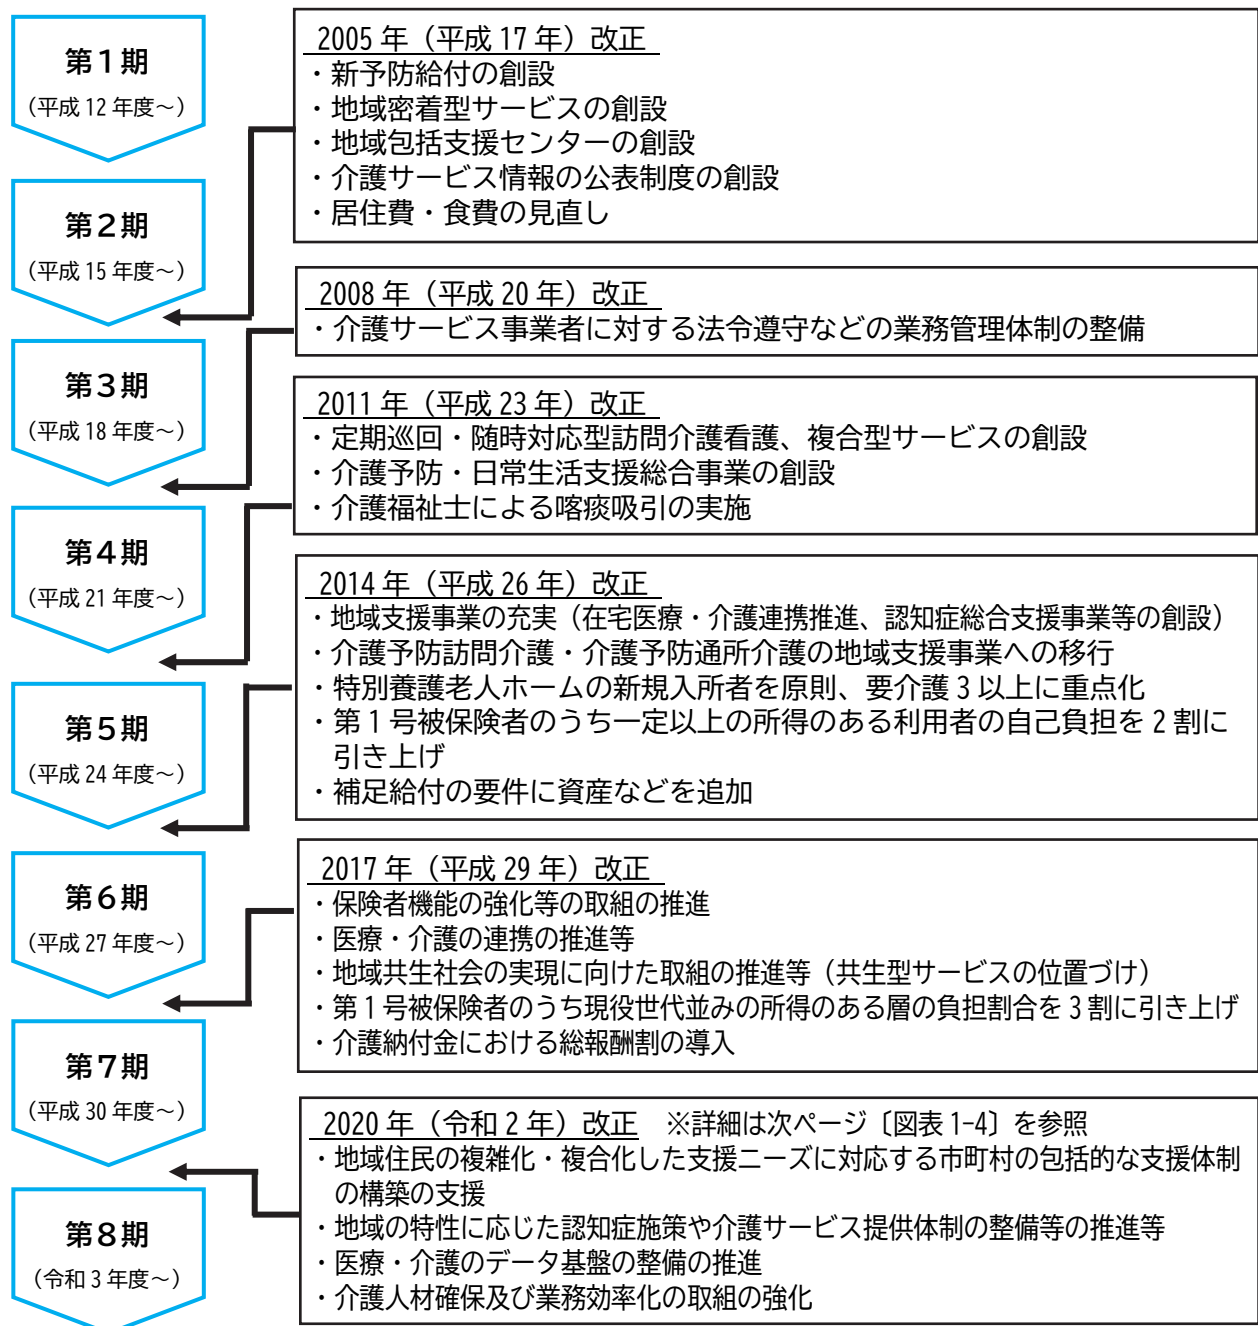 第1期
（平成 12 年度～）
2005 年（平成 17 年）改正
・新予防給付の創設
・地域密着型サービスの創設
・地域包括支援センターの創設
・介護サービス情報の公表制度の創設
・居住費・食費の見直し
第2期
（平成 15 年度～）
2008 年（平成 20 年）改正
・介護サービス事業者に対する法令遵守などの業務管理体制の整備
第3期
（平成 18 年度～）
2011 年（平成 23 年）改正
・定期巡回・随時対応型訪問介護看護、複合型サービスの創設
・介護予防・日常生活支援総合事業の創設
・介護福祉士による喀痰吸引の実施
第4期
（平成 21 年度～）
2014 年（平成 26 年）改正
・地域支援事業の充実（在宅医療・介護連携推進、認知症総合支援事業等の創設）
・介護予防訪問介護・介護予防通所介護の地域支援事業への移行
・特別養護老人ホームの新規入所者を原則、要介護 3 以上に重点化
・第 1 号被保険者のうち一定以上の所得のある利用者の自己負担を 2 割に
引き上げ
・補足給付の要件に資産などを追加
第5期
（平成 24 年度～）
2017 年（平成 29 年）改正
・保険者機能の強化等の取組の推進
・医療・介護の連携の推進等
・地域共生社会の実現に向けた取組の推進等（共生型サービスの位置づけ）
・第 1 号被保険者のうち現役世代並みの所得のある層の負担割合を 3 割に引き上げ
・介護納付金における総報酬割の導入
第6期
（平成 27 年度～）
第7期
（平成 30 年度～）
2020 年（令和 2 年）改正　※詳細は次ページ〔図表 1-4〕を参照
・地域住民の複雑化・複合化した支援ニーズに対応する市町村の包括的な支援体制
の構築の支援
・地域の特性に応じた認知症施策や介護サービス提供体制の整備等の推進等
・医療・介護のデータ基盤の整備の推進
・介護人材確保及び業務効率化の取組の強化
第8期
（令和 3 年度～）